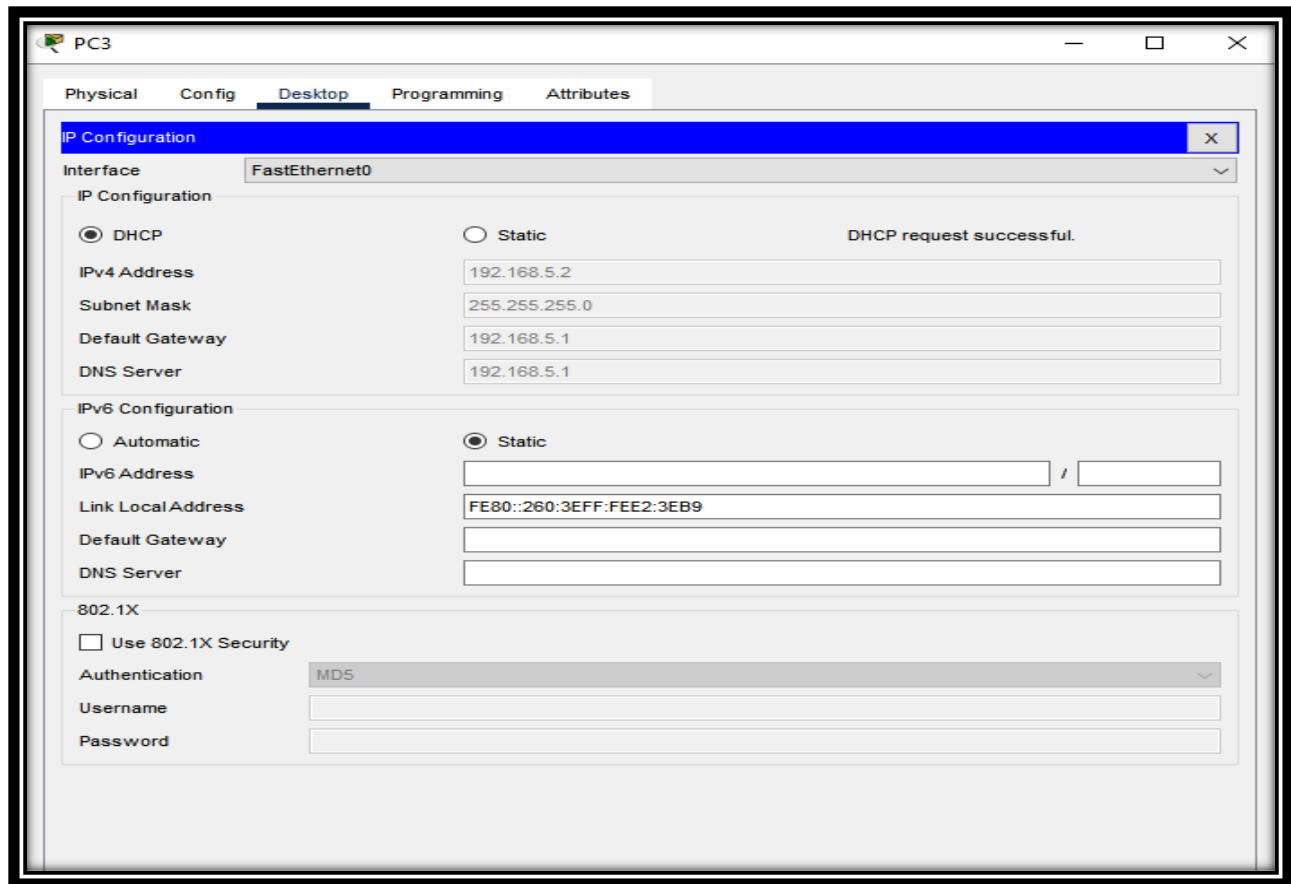 PC3
Physical Config Desktop Programming Attributes
IP Configuration X
Interface FastEthernet0
IP Configuration
DHCP Static DHCP request successful.
IPv4 Address 192.168.5.2
Subnet Mask 255.255.255.0
Default Gateway 192.168.5.1
DNS Server 192.168.5.1
IPv6 Configuration
Automatic Static
IPv6 Address /
Link Local Address FE80::260:3EFF:FEE2:3EB9
Default Gateway
DNS Server
802.1X
Use 802.1X Security
Authentication MD5
Username
Password